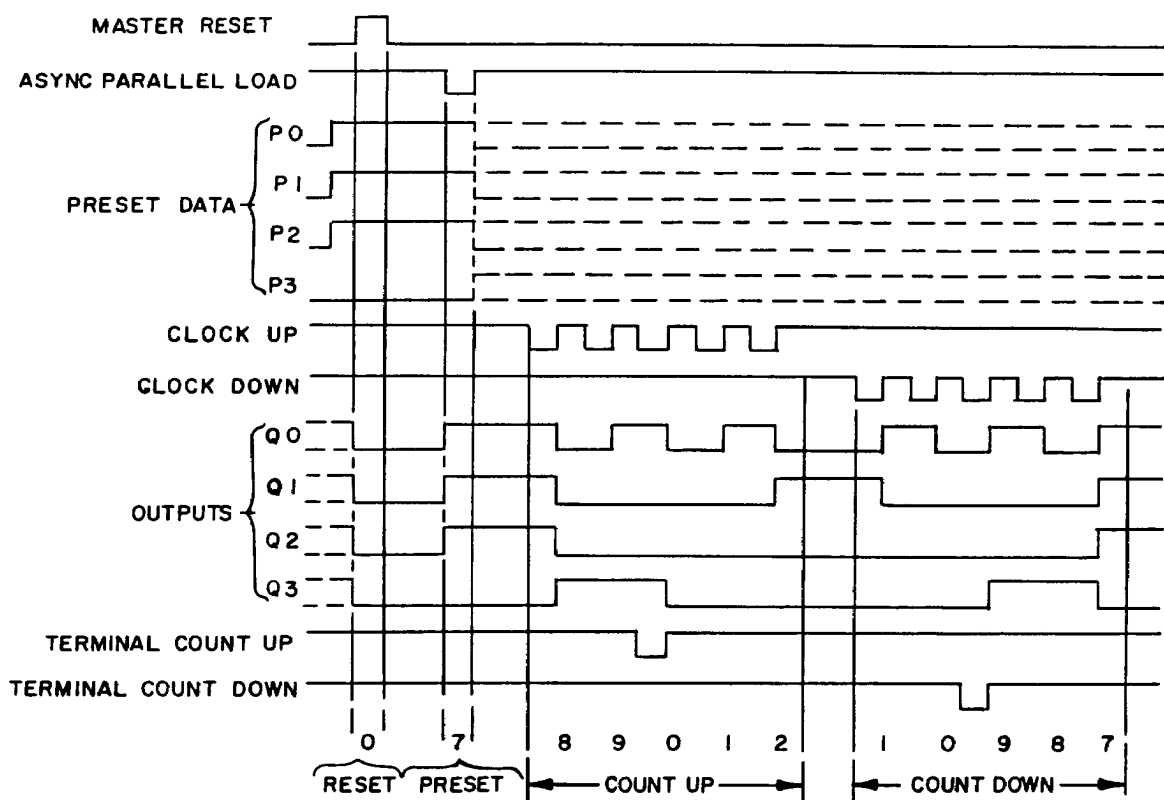 MASTER RESET
ASYNC PARALLEL LOAD
PRESET DATA
P0
P1
P2
P3
CLOCK UP
CLOCK DOWN
OUTPUTS
Q0
Q1
Q2
Q3
TERMINAL COUNT UP
TERMINAL COUNT DOWN
0 7 8 9 0 1 2 1 0 9 8 7
RESET PRESET COUNT UP COUNT DOWN